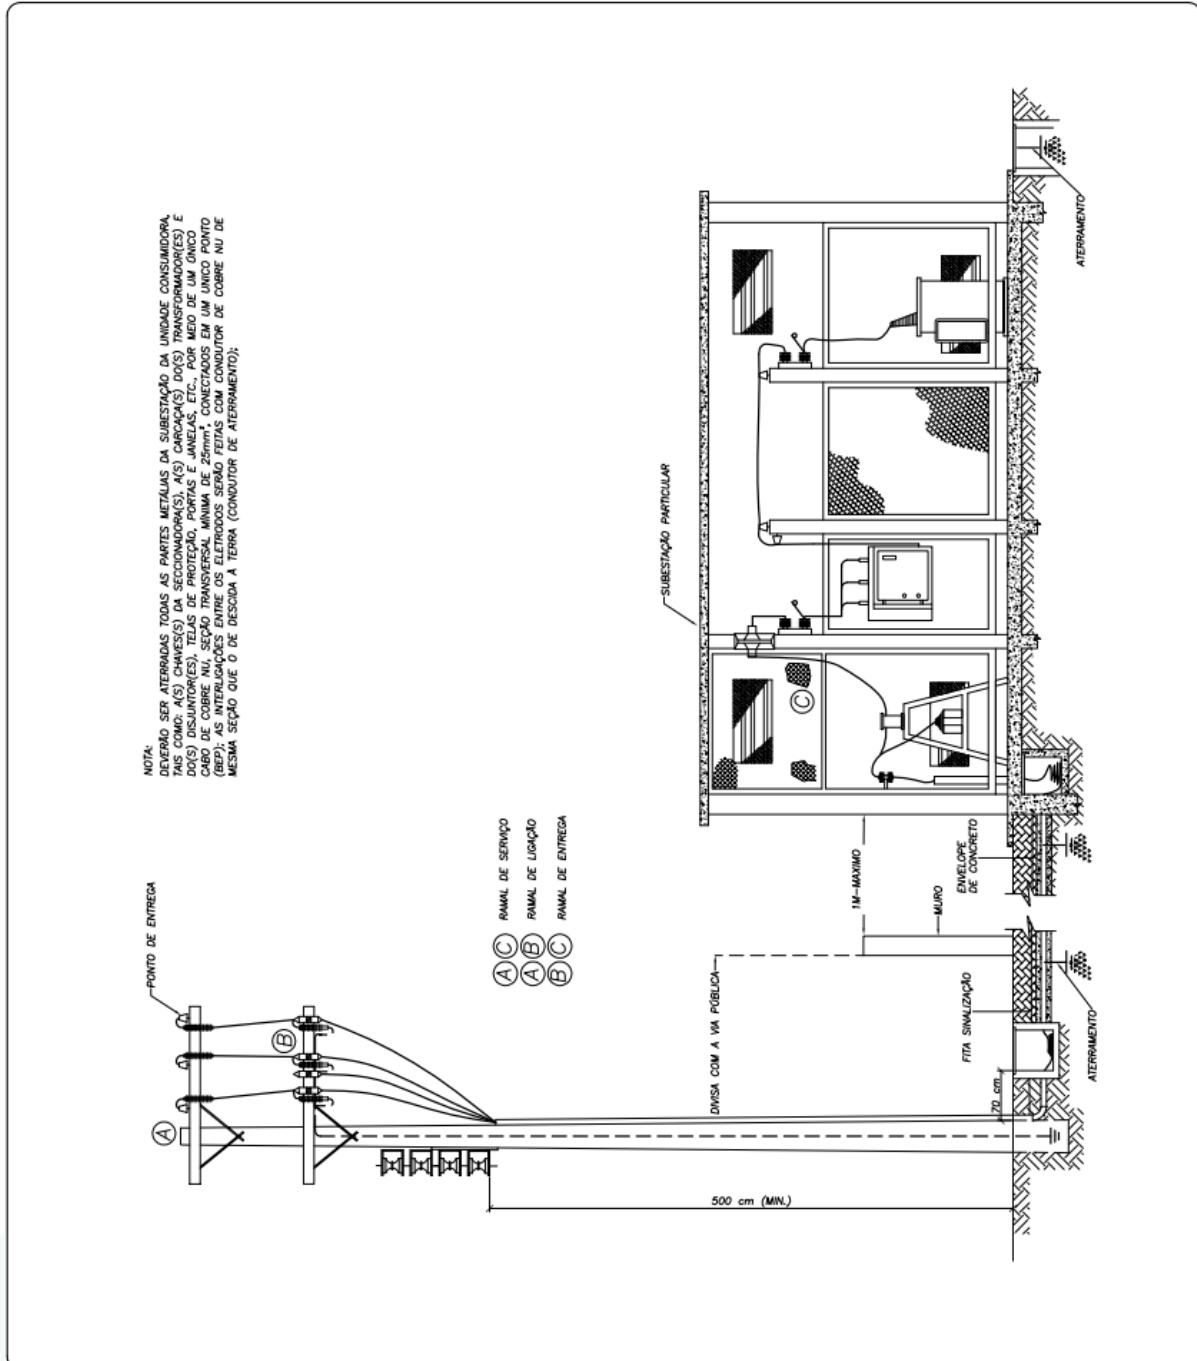 NOTA:
DEVERÃO SER ATERRADAS TODAS AS PARTES METÁLIAS DA SUBESTAÇÃO DA UNIDADE CONSUMIDORA,
TAIS COMO: A(S) CHAVES(S) DA SECCIONADORA(S), A(S) CARCAÇA(S) DO(S) TRANSFORMADOR(ES) E
DO(S) DISJUNTOR(ES), TELAS DE PROTEÇÃO, PORTAS E JANELAS, ETC., POR MEIO DE UM ÚNICO
CABO DE COBRE NU, SEÇÃO TRANSVERSAL MÍNIMA DE 25mm², CONECTADOS EM UM UNICO PONTO
(BEP); AS INTERLIGAÇÕES ENTRE OS ELETRODOS SERÃO FEITAS COM CONDUTOR DE COBRE NU DE
MESMA SEÇÃO QUE O DE DESCIDA À TERRA (CONDUTOR DE ATERRAMENTO);
PONTO DE ENTREGA
A
B
A C RAMAL DE SERVIÇO
A B RAMAL DE LIGAÇÃO
B C RAMAL DE ENTREGA
SUBESTAÇÃO PARTICULAR
C
DIVISA COM A VIA PÚBLICA
1M-MAXIMO
MURO
500 cm (MIN.)
70 cm
FITA SINALIZAÇÃO
ENVELOPE
DE CONCRETO
ATERRAMENTO
ATERRAMENTO